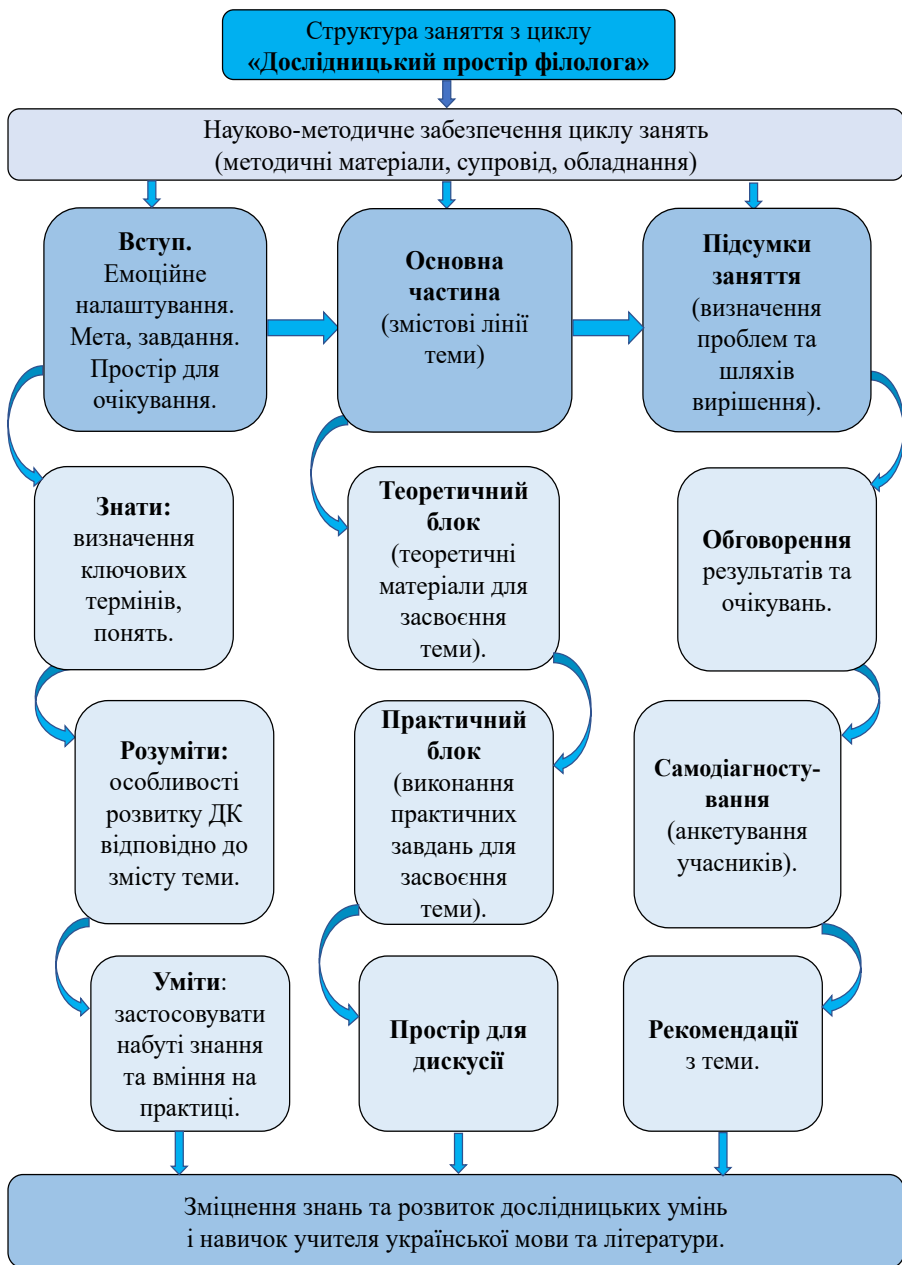 Структура заняття з циклу
«Дослідницький простір філолога»
Науково-методичне забезпечення циклу занять
(методичні матеріали, супровід, обладнання)
Вступ.
Емоційне
налаштування.
Мета, завдання.
Простір для
очікування.
Основна
частина
(змістові лінії
теми)
Підсумки
заняття
(визначення
проблем та
шляхів
вирішення).
Знати:
визначення
ключових
термінів,
понять.
Теоретичний
блок
(теоретичні
матеріали для
засвоєння
теми).
Обговорення
результатів та
очікувань.
Розуміти:
особливості
розвитку ДК
відповідно до
змісту теми.
Практичний
блок
(виконання
практичних
завдань для
засвоєння
теми).
Самодіагносту-
вання
(анкетування
учасників).
Уміти:
застосовувати
набуті знання
та вміння на
практиці.
Простір для
дискусії
Рекомендації
з теми.
Зміцнення знань та розвиток дослідницьких умінь
і навичок учителя української мови та літератури.